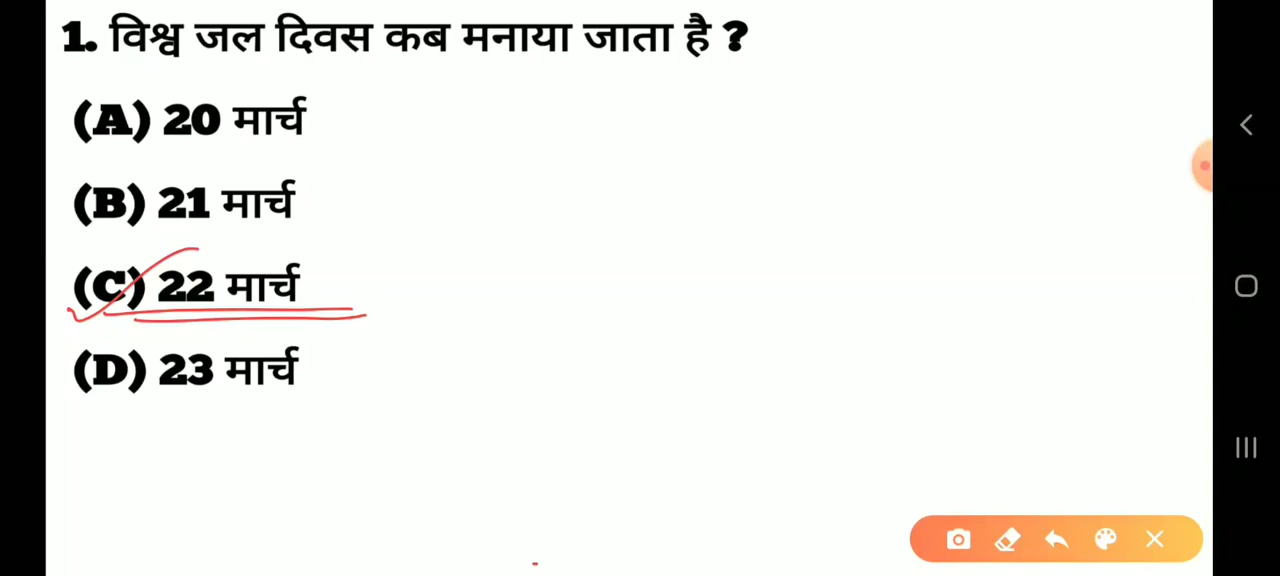 1. विश्व जल दिवस कब मनाया जाता है ?
(A) 20 मार्च
(B) 21 मार्च
(C) 22 मार्च
(D) 23 मार्च